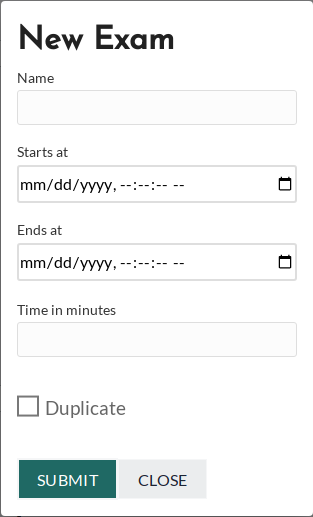 New Exam
Name
Starts at
mm/dd/yyyy, --:--:-- --
Ends at
mm/dd/yyyy, --:--:-- --
Time in minutes
Duplicate
SUBMIT CLOSE